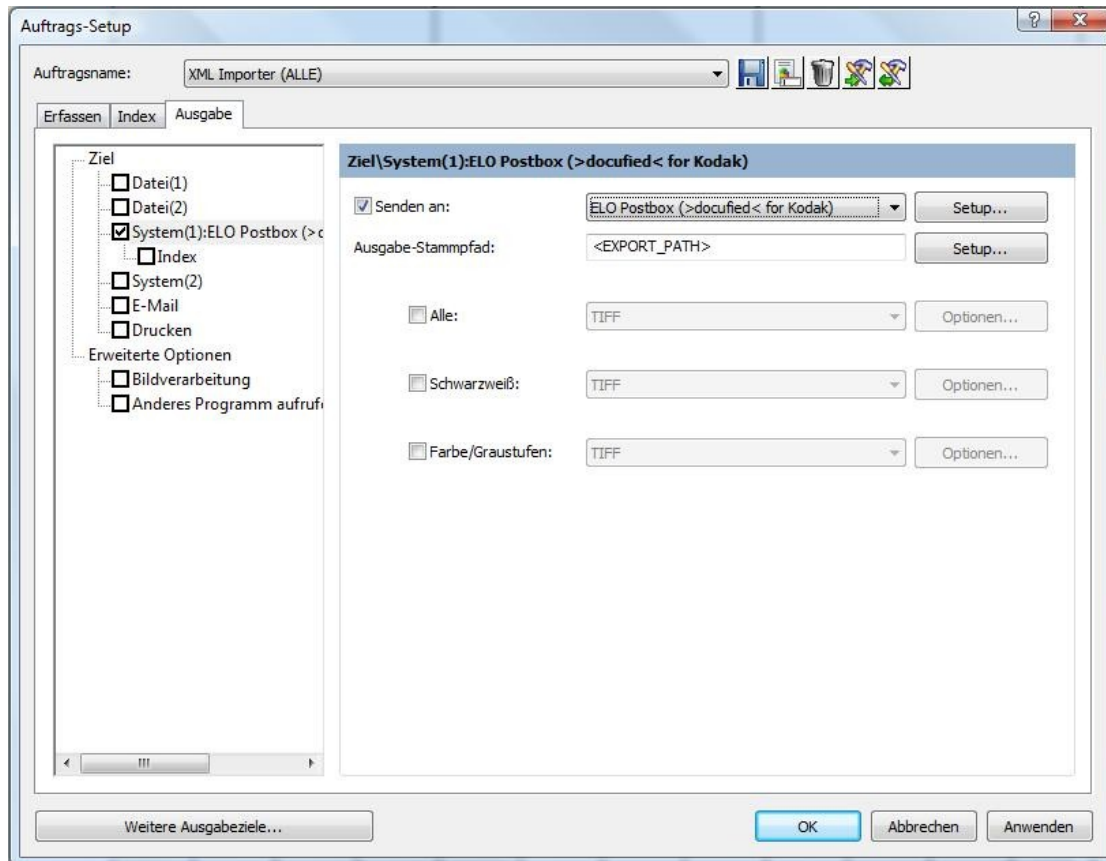 Auftrags-Setup
Auftragsname: XML Importer (ALLE)
Erfassen Index Ausgabe
Ziel
Datei(1)
Datei(2)
System(1):ELO Postbox (>d
Index
System(2)
E-Mail
Drucken
Erweiterte Optionen
Bildverarbeitung
Anderes Programm aufrufe
Ziel\System(1):ELO Postbox (>docufied< for Kodak)
Senden an: ELO Postbox (>docufied< for Kodak) Setup...
Ausgabe-Stammpfad: <EXPORT_PATH> Setup...
Alle: TIFF Optionen...
Schwarzweiß: TIFF Optionen...
Farbe/Graustufen: TIFF Optionen...
Weitere Ausgabeziele... OK Abbrechen Anwenden